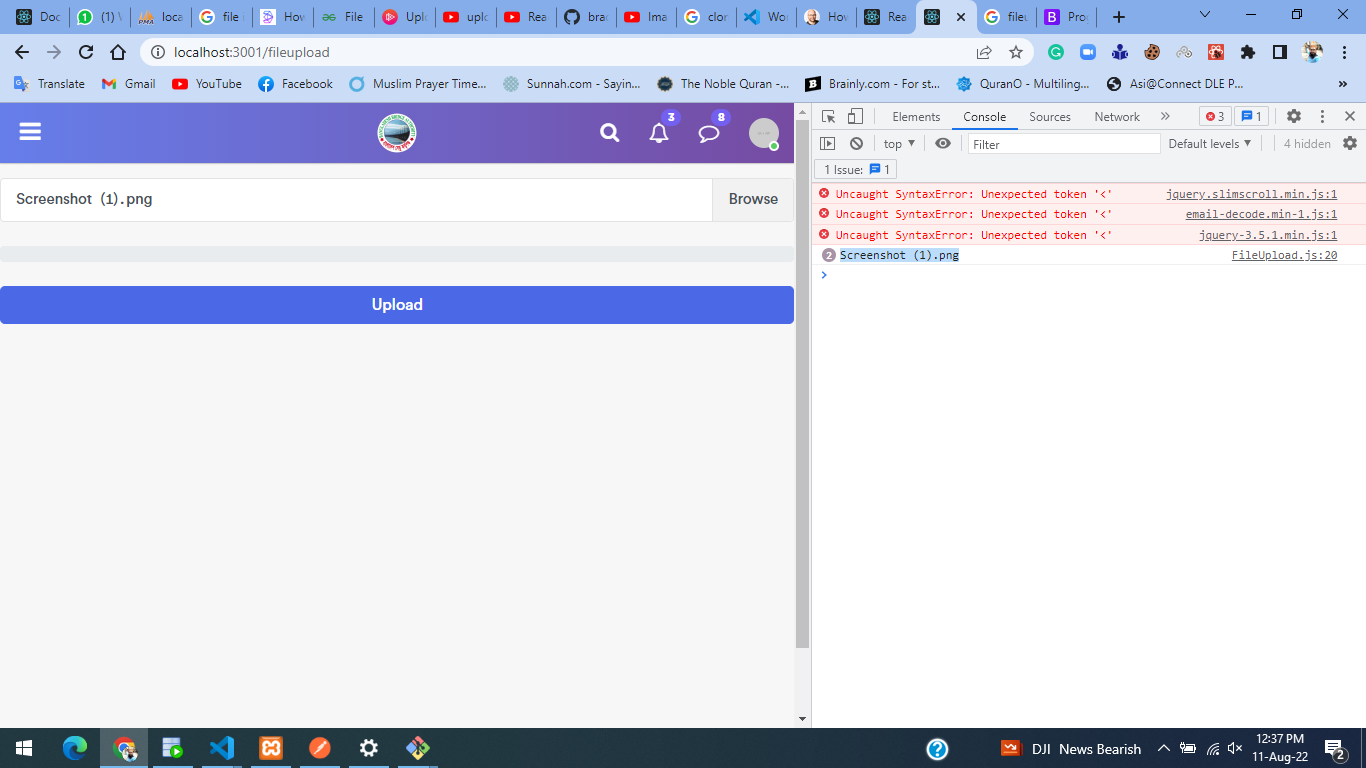 Doc
(1) V
loca
file
How
File
Uplo
uplo
Rea
brad
Ima
clon
Wor
How
Rea
fileu
Pro
localhost:3001/fileupload
Translate
Gmail
YouTube
Facebook
Muslim Prayer Time...
Sunnah.com - Sayin...
The Noble Quran -...
Brainly.com - For st...
QuranO - Multiling...
Asi@Connect DLE P...
»
3
8
Elements
Console
Sources
Network
»
3
1
top ▼
Filter
Default levels ▼
4 hidden
1 Issue: 1
Screenshot (1).png
Browse
Upload
Uncaught SyntaxError: Unexpected token '<' jquery.slimscroll.min.js:1
Uncaught SyntaxError: Unexpected token '<' email-decode.min-1.js:1
Uncaught SyntaxError: Unexpected token '<' jquery-3.5.1.min.js:1
2 Screenshot (1).png FileUpload.js:20
>
DJI News Bearish
12:37 PM
11-Aug-22
2